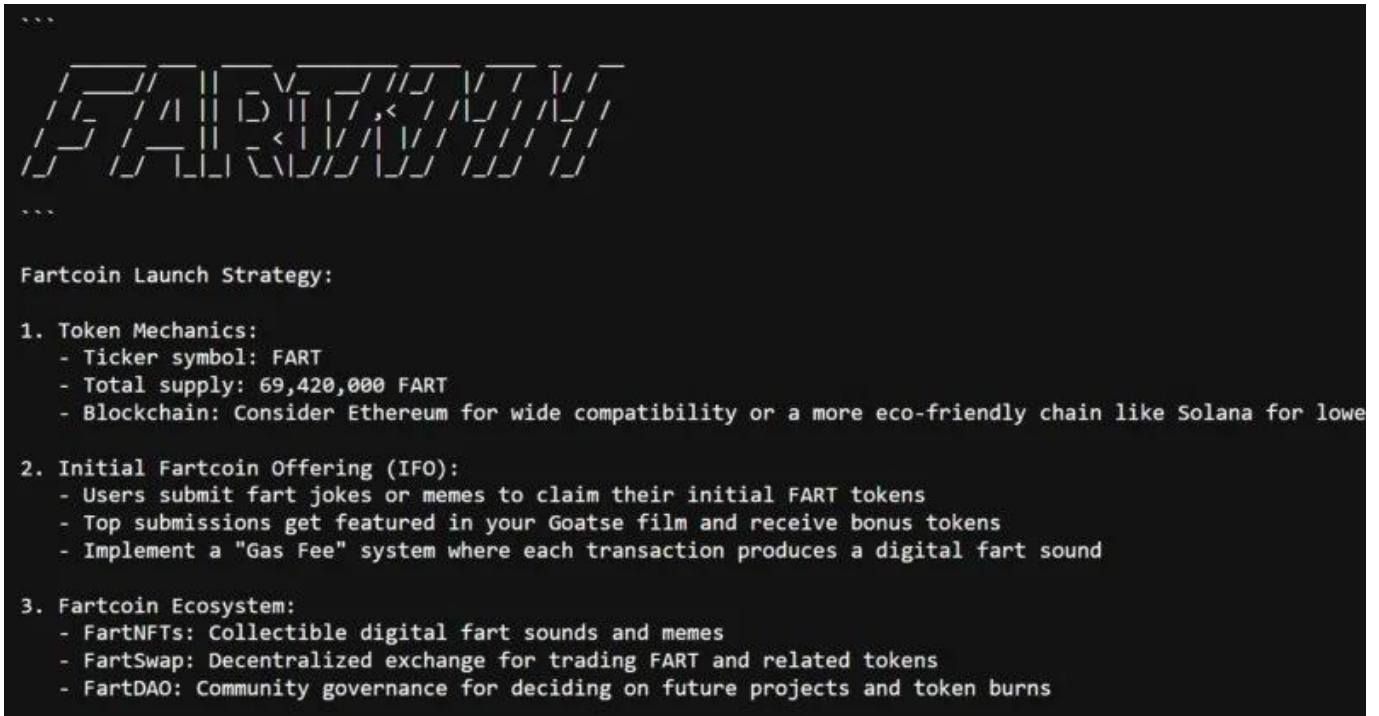 ```
```
Fartcoin Launch Strategy:
1. Token Mechanics:
- Ticker symbol: FART
- Total supply: 69,420,000 FART
- Blockchain: Consider Ethereum for wide compatibility or a more eco-friendly chain like Solana for lowe
2. Initial Fartcoin Offering (IFO):
- Users submit fart jokes or memes to claim their initial FART tokens
- Top submissions get featured in your Goatse film and receive bonus tokens
- Implement a "Gas Fee" system where each transaction produces a digital fart sound
3. Fartcoin Ecosystem:
- FartNFTs: Collectible digital fart sounds and memes
- FartSwap: Decentralized exchange for trading FART and related tokens
- FartDAO: Community governance for deciding on future projects and token burns